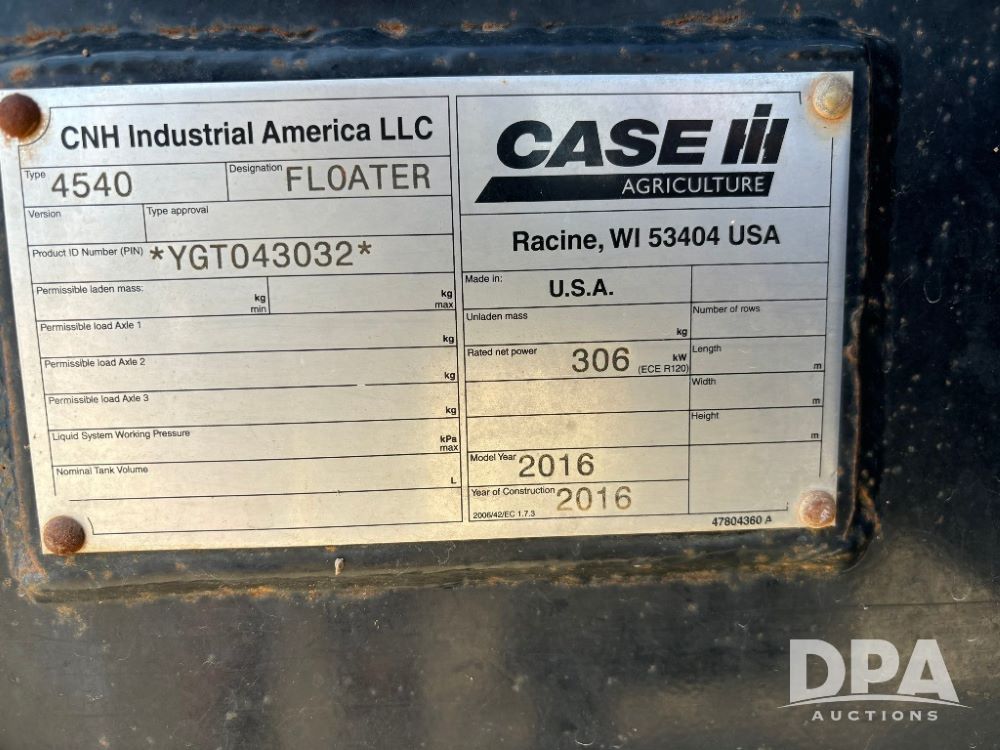 CNH Industrial America LLC
Type 4540
Designation FLOATER
Version
Type approval
Product ID Number (PIN) *YGT043032*
Permissible laden mass: kg min kg max
Permissible load Axle 1 kg
Permissible load Axle 2 kg
Permissible load Axle 3 kg
Liquid System Working Pressure kPa max
Nominal Tank Volume L
CASE IH
AGRICULTURE
Racine, WI 53404 USA
Made in: U.S.A.
Unladen mass kg
Number of rows
Rated net power 306 kW (ECE R120)
Length m
Width m
Height m
Model Year 2016
Year of Construction 2016
2006/42/EC 1.7.3
47804360 A
DPA
AUCTIONS